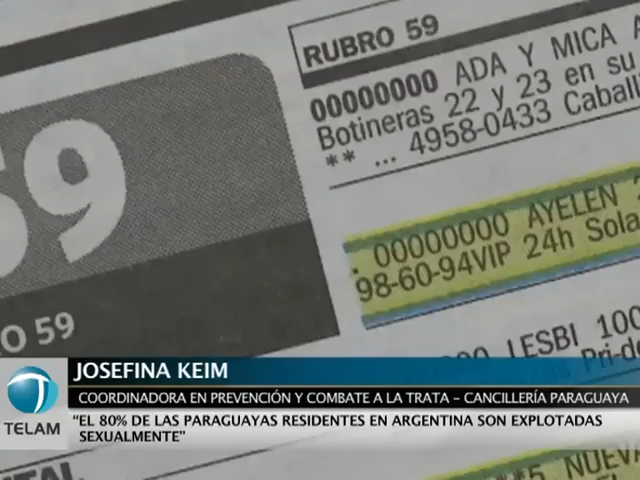 RUBRO 59
00000000 ADA Y MICA A
Botineras 22 y 23 en su
** ... 4958-0433 Caball
59
. 00000000 AYELEN
98-60-94VIP 24h Sola
O 59
LESBI 100
Pri-de
JOSEFINA KEIM
COORDINADORA EN PREVENCIÓN Y COMBATE A LA TRATA – CANCILLERÍA PARAGUAYA
TELAM
"EL 80% DE LAS PARAGUAYAS RESIDENTES EN ARGENTINA SON EXPLOTADAS
SEXUALMENTE"
NUEVA